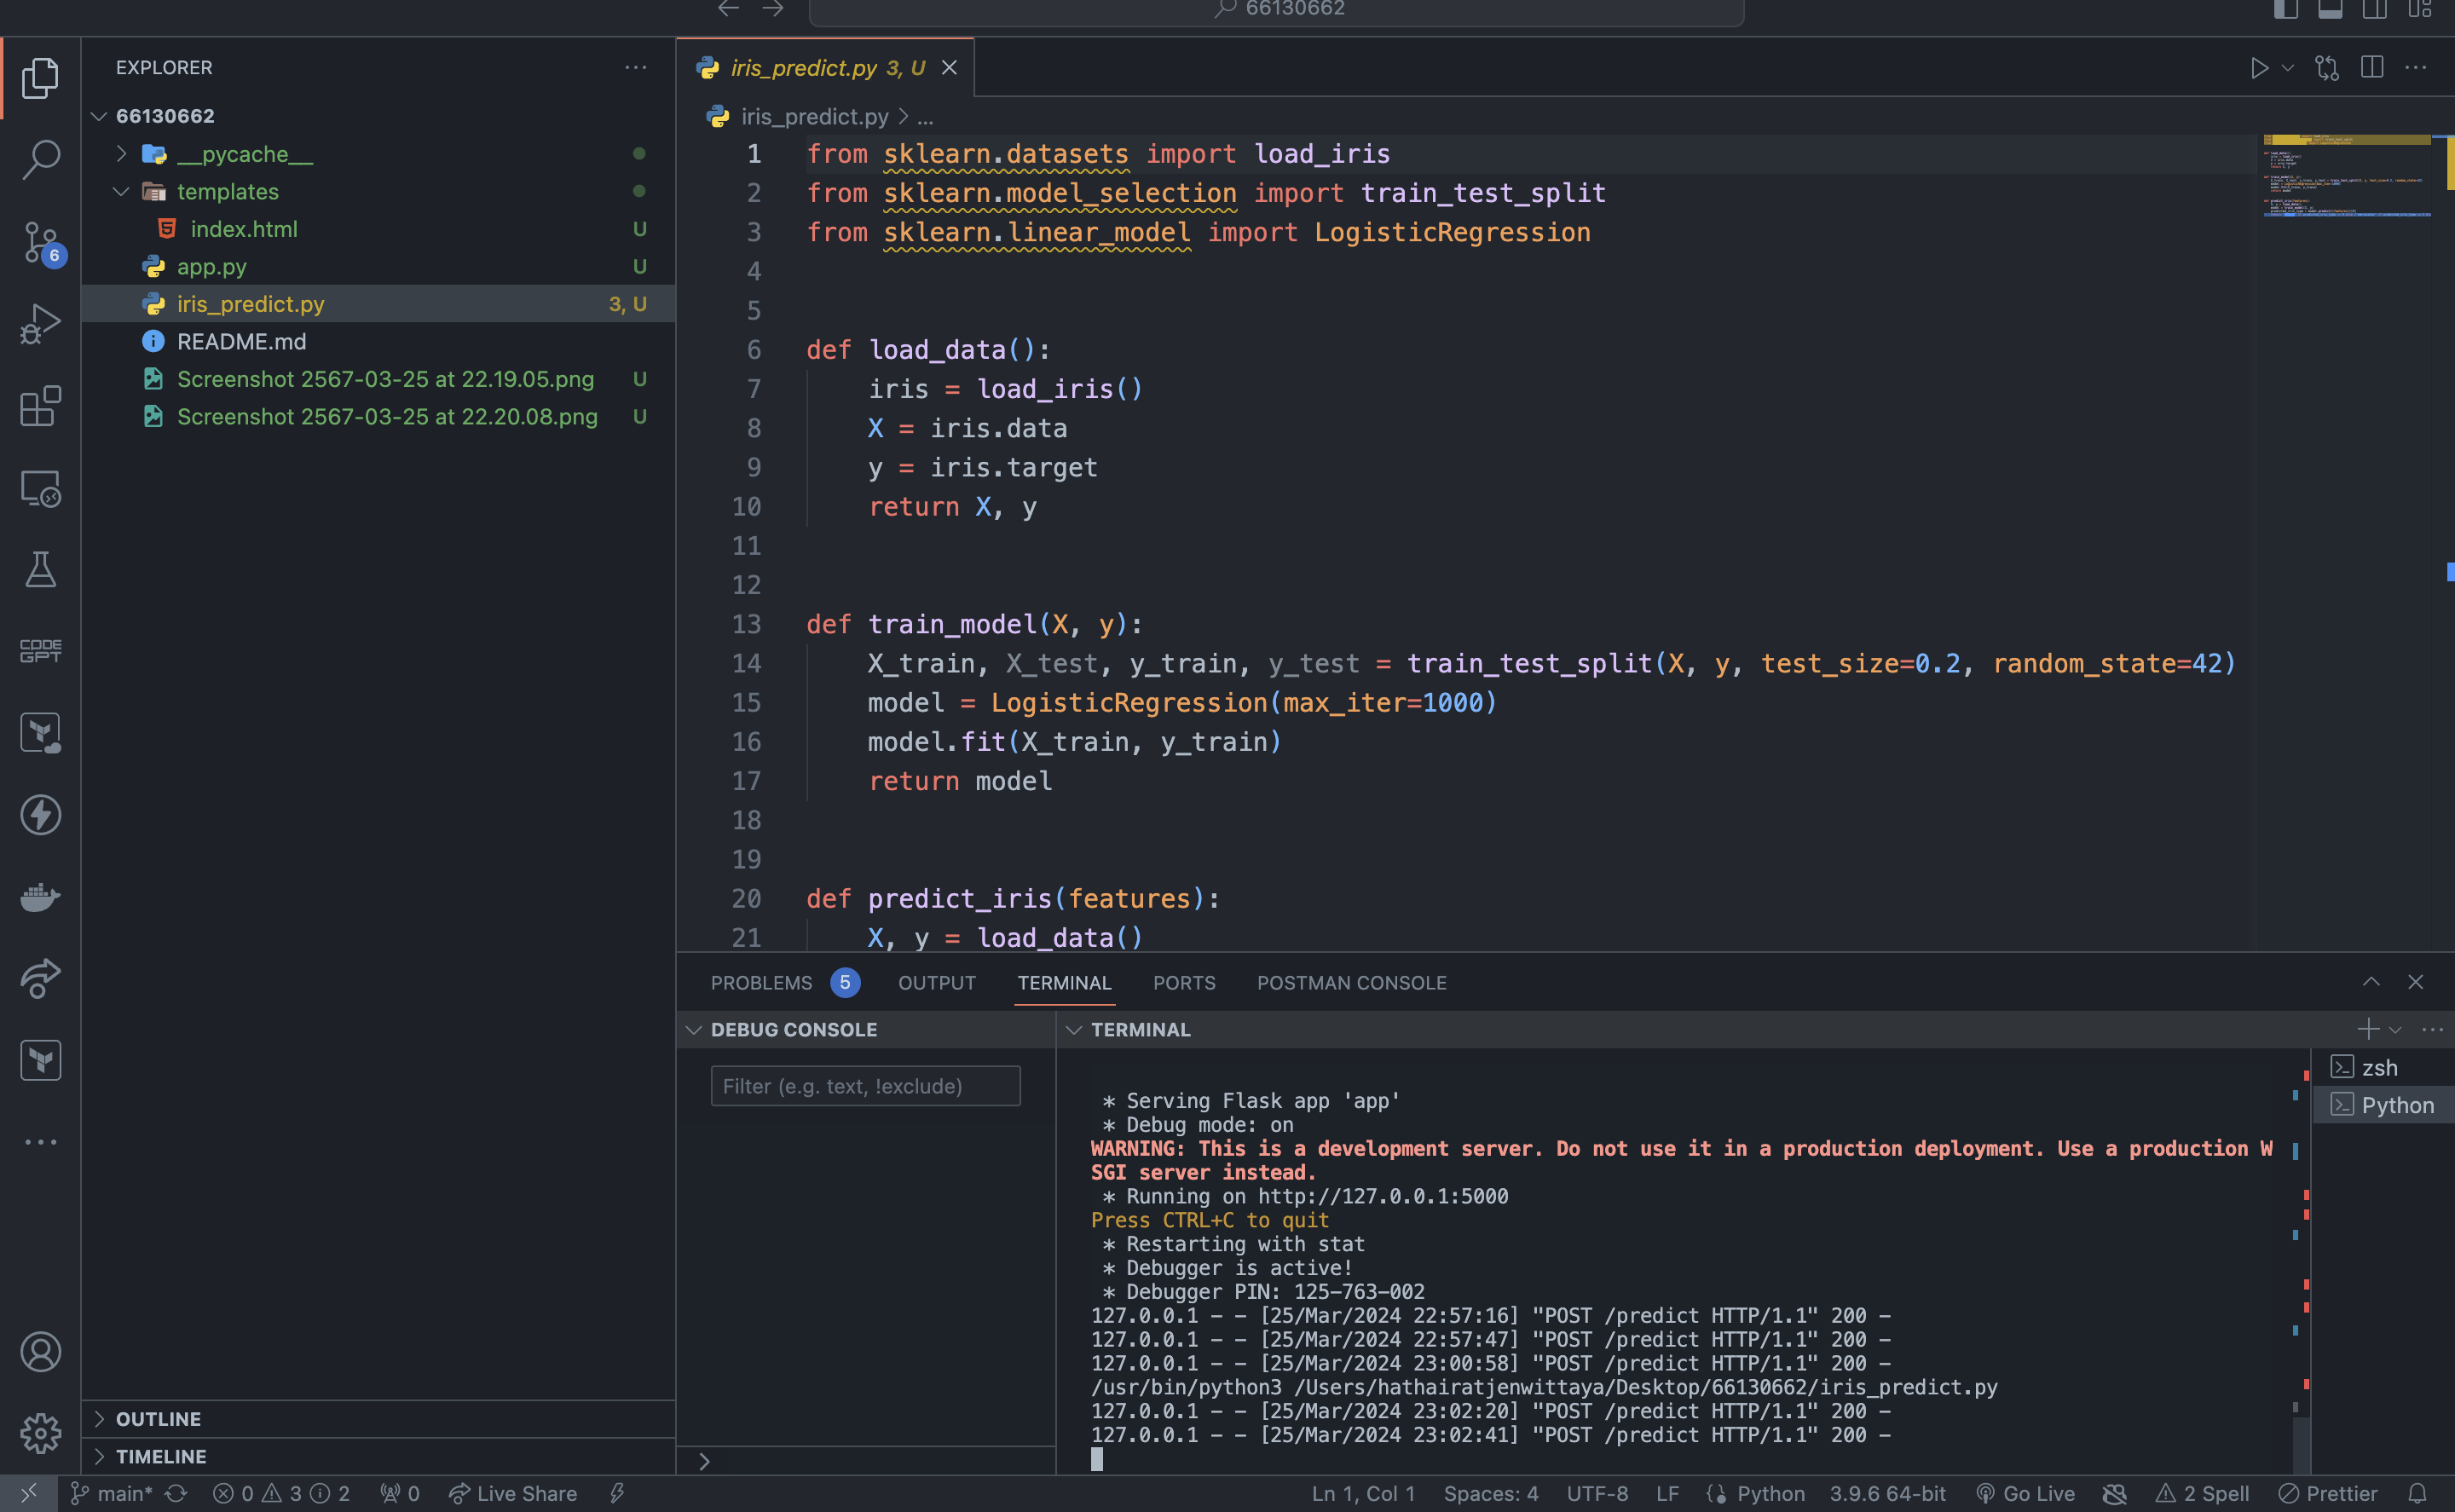 66130662
EXPLORER
66130662
__pycache__
templates
index.html U
app.py U
iris_predict.py 3, U
README.md
Screenshot 2567-03-25 at 22.19.05.png U
Screenshot 2567-03-25 at 22.20.08.png U
OUTLINE
TIMELINE
6
CODE
GPT
iris_predict.py 3, U
iris_predict.py > ...
1 from sklearn.datasets import load_iris
2 from sklearn.model_selection import train_test_split
3 from sklearn.linear_model import LogisticRegression
4
5
6 def load_data():
7 iris = load_iris()
8 X = iris.data
9 y = iris.target
10 return X, y
11
12
13 def train_model(X, y):
14 X_train, X_test, y_train, y_test = train_test_split(X, y, test_size=0.2, random_state=42)
15 model = LogisticRegression(max_iter=1000)
16 model.fit(X_train, y_train)
17 return model
18
19
20 def predict_iris(features):
21 X, y = load_data()
PROBLEMS 5 OUTPUT TERMINAL PORTS POSTMAN CONSOLE
DEBUG CONSOLE
Filter (e.g. text, !exclude)
TERMINAL
* Serving Flask app 'app'
* Debug mode: on
WARNING: This is a development server. Do not use it in a production deployment. Use a production W
SGI server instead.
* Running on http://127.0.0.1:5000
Press CTRL+C to quit
* Restarting with stat
* Debugger is active!
* Debugger PIN: 125-763-002
127.0.0.1 - - [25/Mar/2024 22:57:16] "POST /predict HTTP/1.1" 200 -
127.0.0.1 - - [25/Mar/2024 22:57:47] "POST /predict HTTP/1.1" 200 -
127.0.0.1 - - [25/Mar/2024 23:00:58] "POST /predict HTTP/1.1" 200 -
/usr/bin/python3 /Users/hathairatjenwittaya/Desktop/66130662/iris_predict.py
127.0.0.1 - - [25/Mar/2024 23:02:20] "POST /predict HTTP/1.1" 200 -
127.0.0.1 - - [25/Mar/2024 23:02:41] "POST /predict HTTP/1.1" 200 -
zsh
Python
main* 0 3 2 0 Live Share Ln 1, Col 1 Spaces: 4 UTF-8 LF Python 3.9.6 64-bit Go Live 2 Spell Prettier